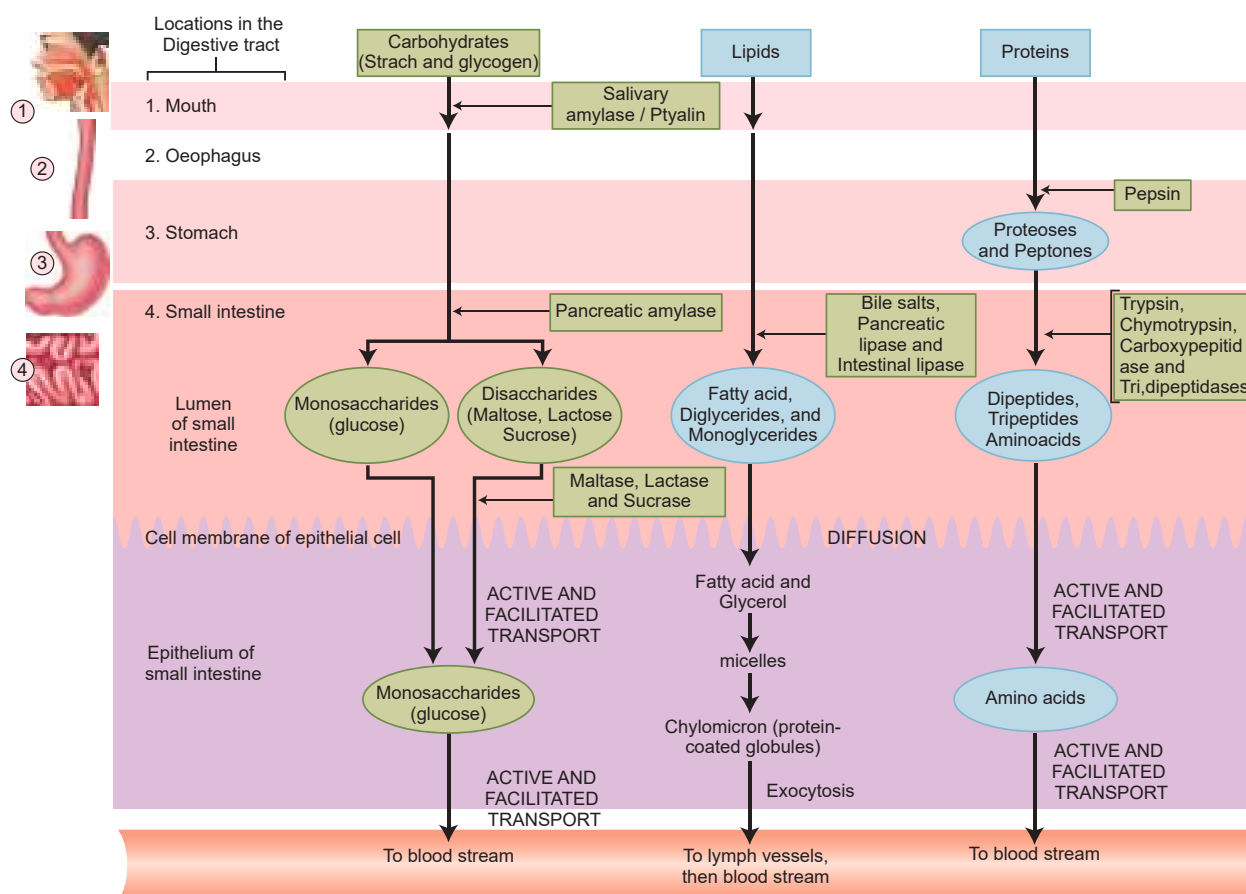 Locations in the
Digestive tract
Carbohydrates
(Strach and glycogen)
Lipids
Proteins
1
1. Mouth
Salivary
amylase / Ptyalin
2
2. Oeophagus
Pepsin
3
3. Stomach
Proteoses
and Peptones
4. Small intestine
Pancreatic amylase
Bile salts,
Pancreatic
lipase and
Intestinal lipase
Trypsin,
Chymotrypsin,
Carboxypepitid
ase and
Tri,dipeptidases
4
Lumen
of small
intestine
Monosaccharides
(glucose)
Disaccharides
(Maltose, Lactose
Sucrose)
Fatty acid,
Diglycerides, and
Monoglycerides
Dipeptides,
Tripeptides
Aminoacids
Maltase, Lactase
and Sucrase
Cell membrane of epithelial cell
DIFFUSION
Fatty acid and
Glycerol
ACTIVE AND
FACILITATED
TRANSPORT
ACTIVE AND
FACILITATED
TRANSPORT
Epithelium of
small intestine
micelles
Monosaccharides
(glucose)
Amino acids
Chylomicron (protein-
coated globules)
ACTIVE AND
FACILITATED
TRANSPORT
Exocytosis
ACTIVE AND
FACILITATED
TRANSPORT
To blood stream
To lymph vessels,
then blood stream
To blood stream